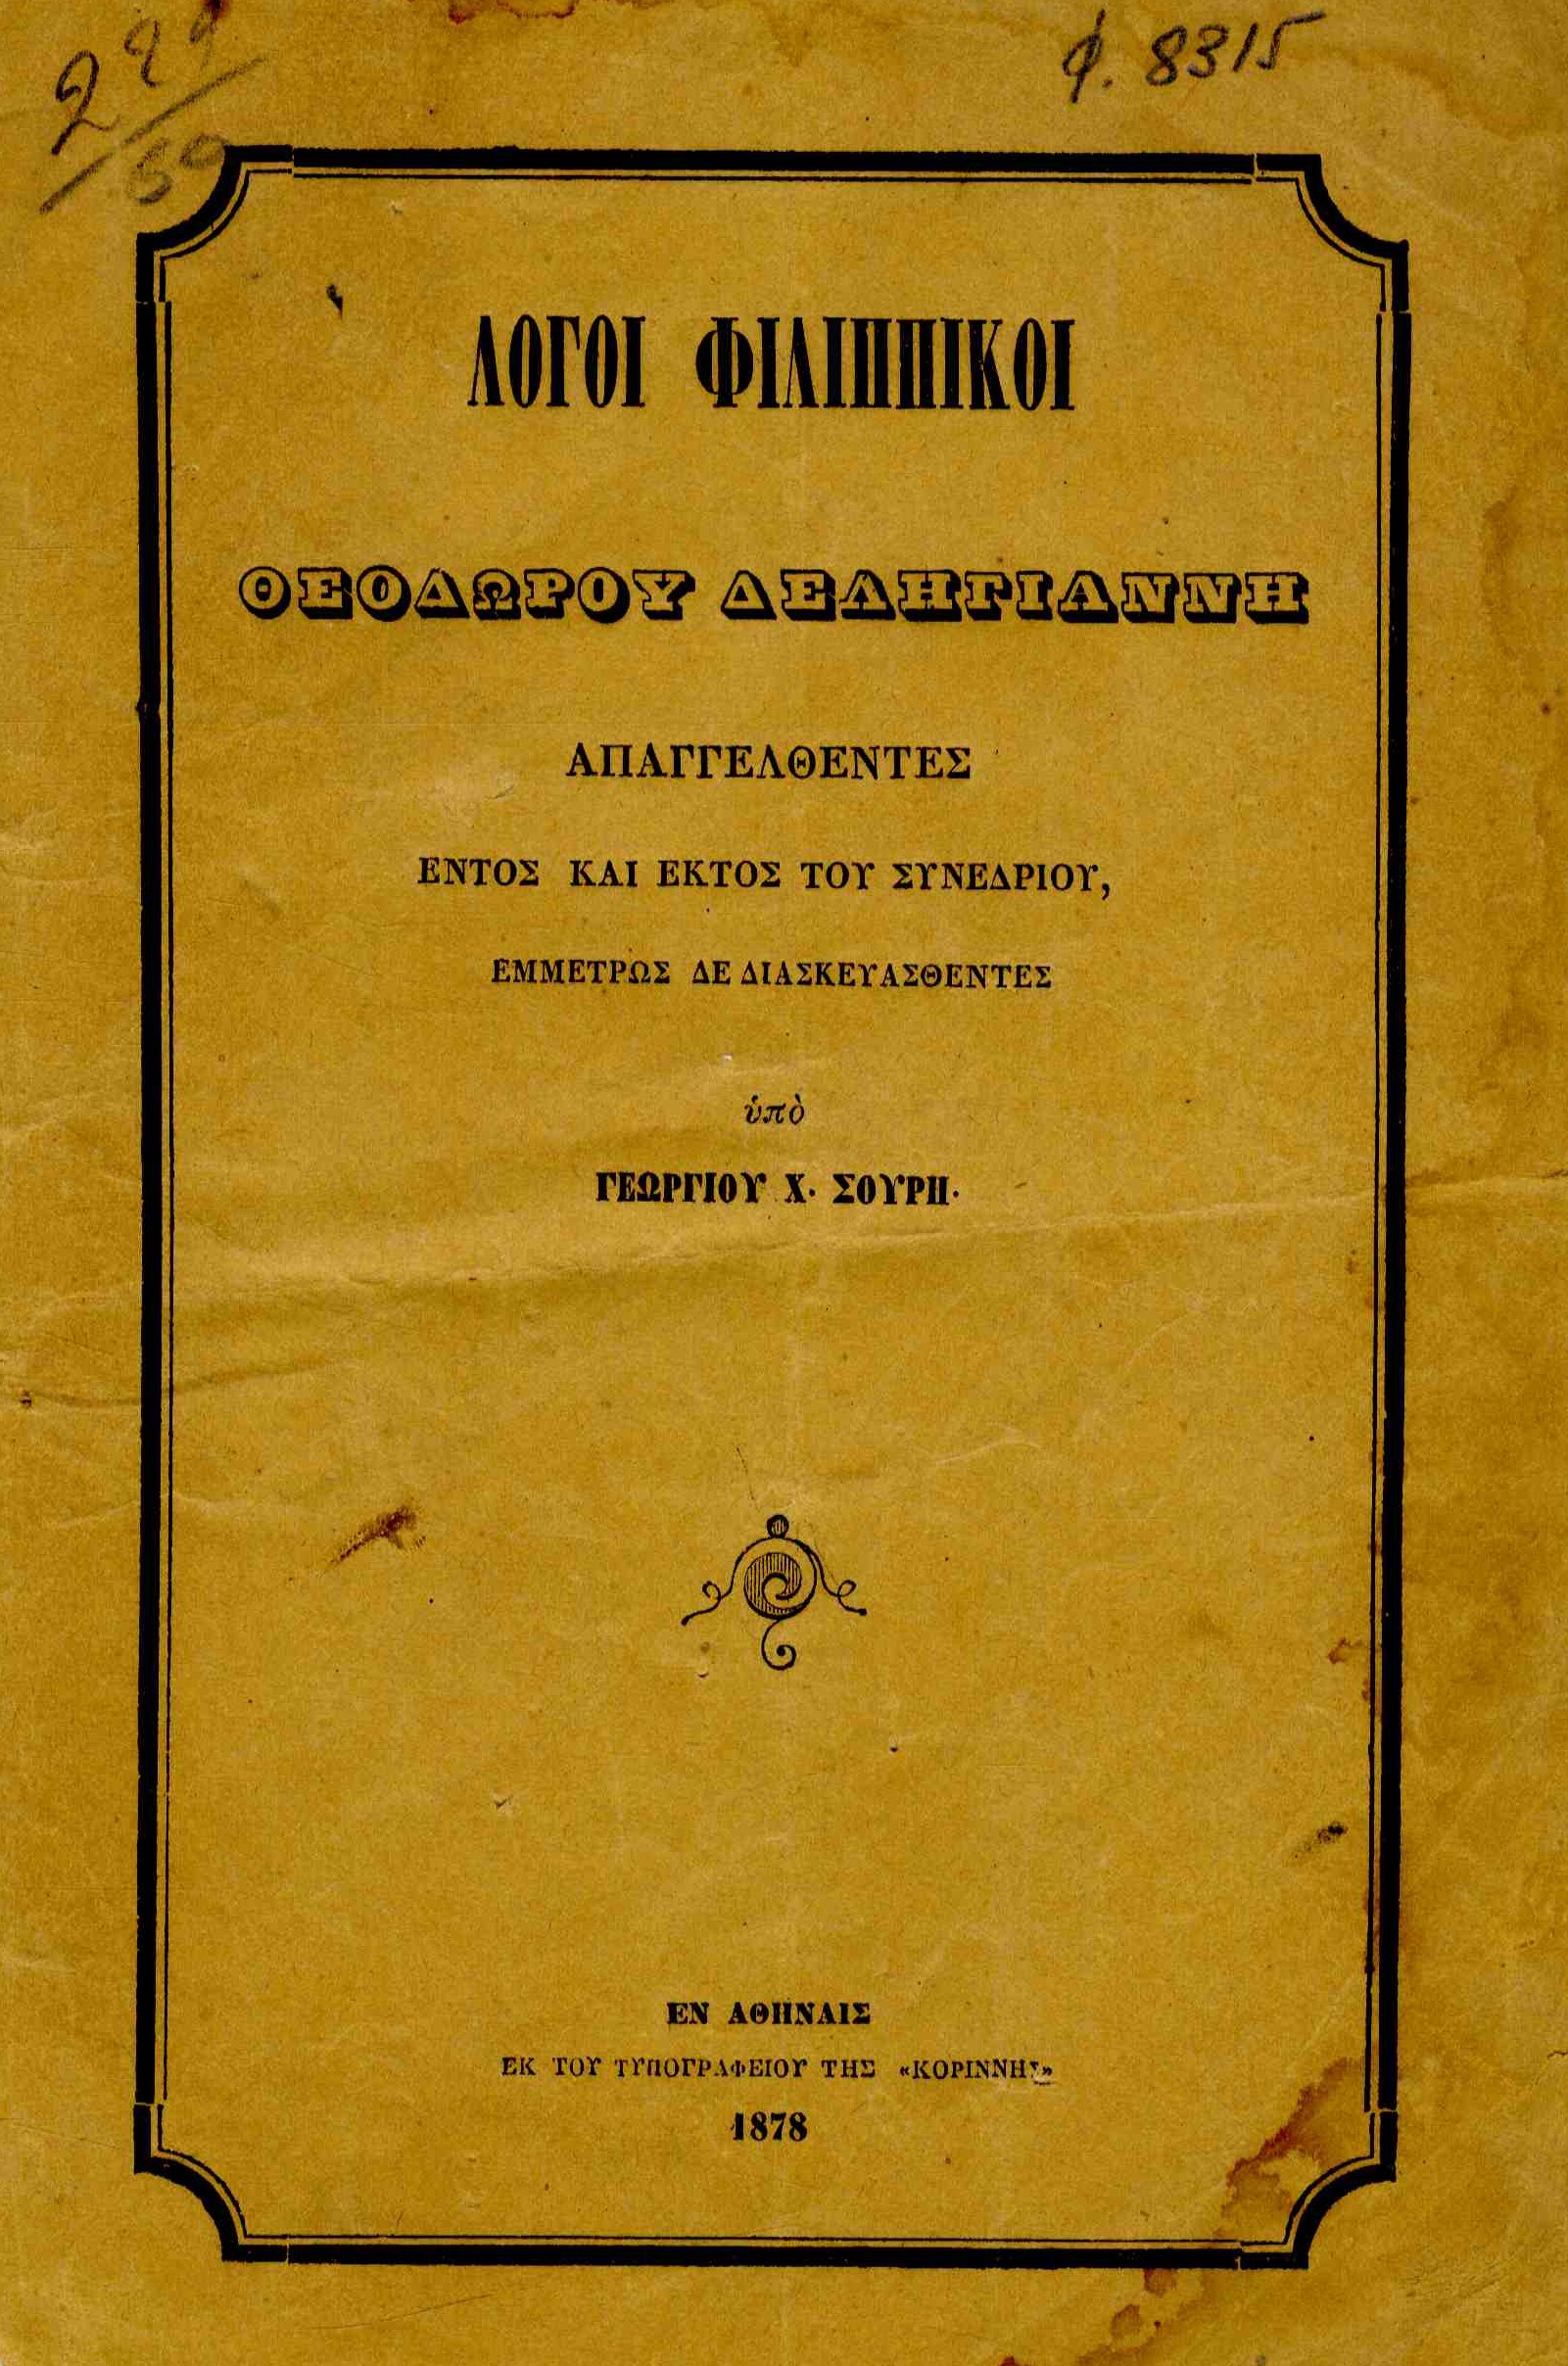 φ. 8315
ΛΟΓΟΙ ΦΙΛΙΠΠΙΚΟΙ
ΘΕΟΔΩΡΟΥ ΔΕΛΗΓΙΑΝΝΗ
ΑΠΑΓΓΕΛΘΕΝΤΕΣ
ΕΝΤΟΣ ΚΑΙ ΕΚΤΟΣ ΤΟΥ ΣΥΝΕΔΡΙΟΥ,
ΕΜΜΕΤΡΩΣ ΔΕ ΔΙΑΣΚΕΥΑΣΘΕΝΤΕΣ
ὑπὸ
ΓΕΩΡΓΙΟΥ Χ· ΣΟΥΡΗ·
ΕΝ ΑΘΗΝΑΙΣ
ΕΚ ΤΟΥ ΤΥΠΟΓΡΑΦΕΙΟΥ ΤΗΣ «ΚΟΡΙΝΝΗΣ»
1878